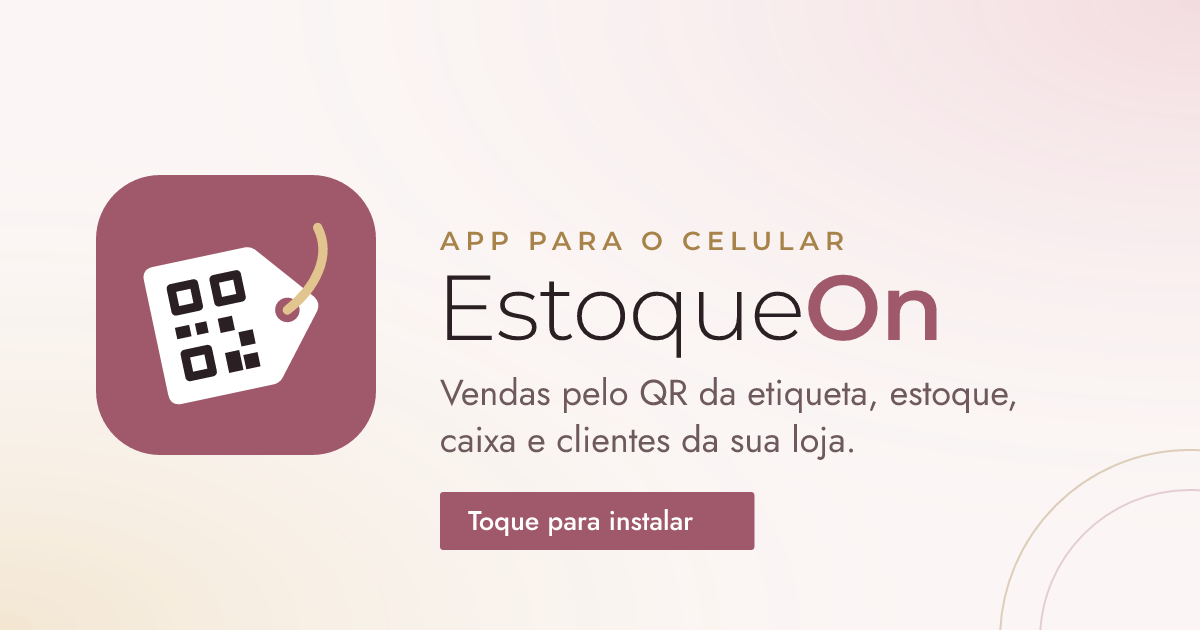 APP PARA O CELULAR
EstoqueOn
Vendas pelo QR da etiqueta, estoque,
caixa e clientes da sua loja.
Toque para instalar